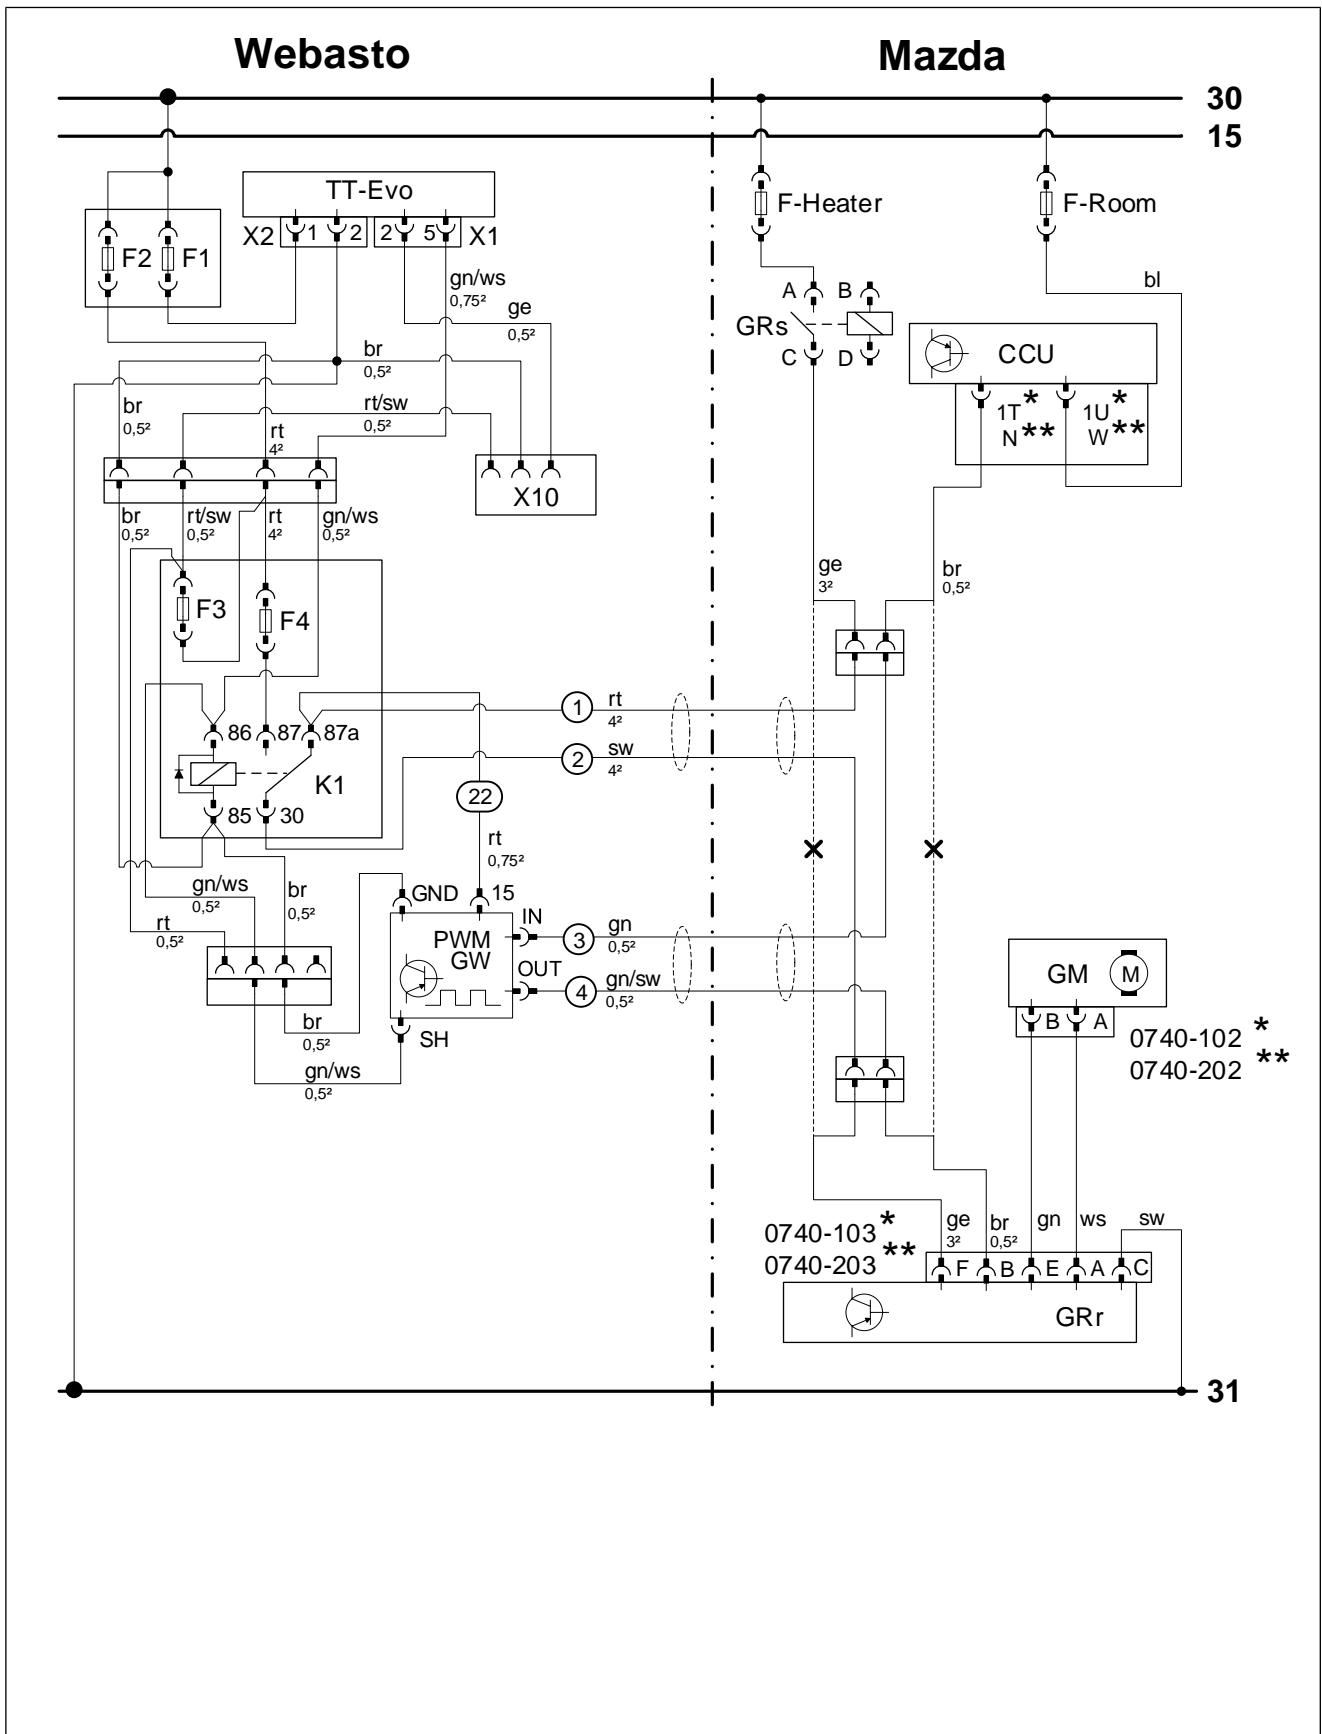 Webasto
Mazda
30
15
TT-Evo
F-Heater
F-Room
X2 1 2 2 5 X1
F2 F1
gn/ws
0,75²
ge
0,5²
bl
A B
GRs
C D
CCU
1T * 1U *
N ** W **
br
0,5²
br
0,5²
rt/sw
0,5²
rt
4²
X10
br
0,5²
rt/sw
0,5²
rt
4²
gn/ws
0,5²
ge
3²
br
0,5²
F3 F4
1 rt
4²
86 87 87a
2 sw
4²
K1
85 30
22
rt
0,75²
gn/ws
0,5²
br
0,5²
GND 15
rt
0,5²
PWM
GW
IN
3 gn
0,5²
OUT
4 gn/sw
0,5²
GM M
B A
0740-102 *
0740-202 **
br
0,5²
SH
gn/ws
0,5²
0740-103 *
0740-203 **
ge
3²
br
0,5²
gn ws sw
F B E A C
GRr
31